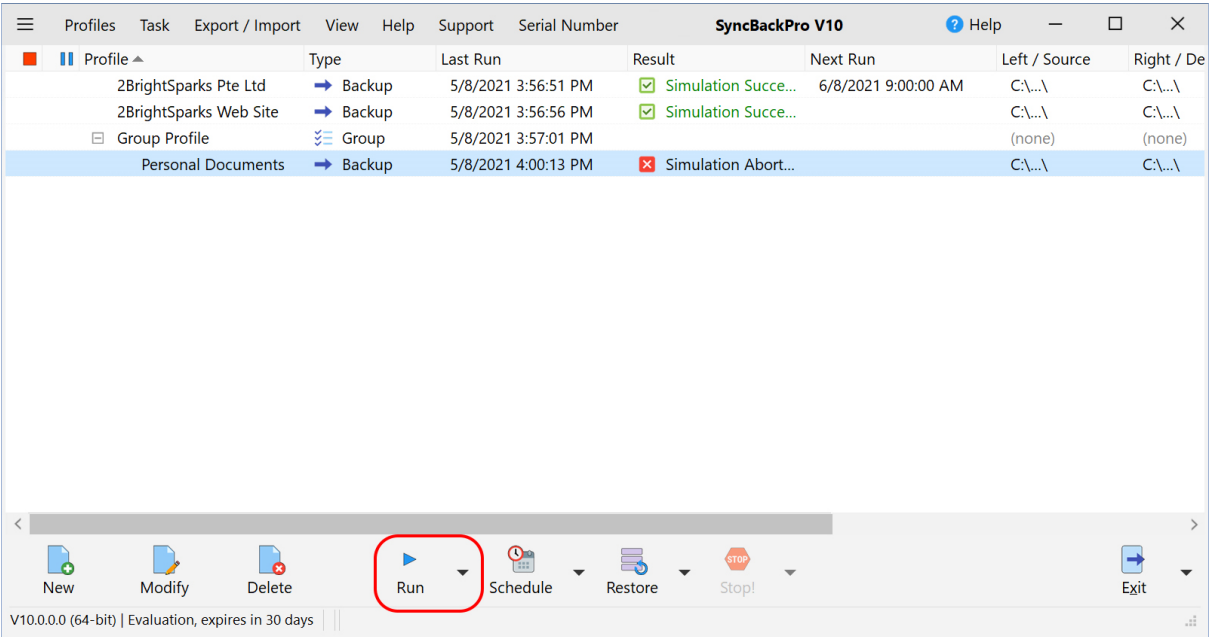 Profiles Task Export / Import View Help Support Serial Number SyncBackPro V10 ? Help
Profile Type Last Run Result Next Run Left / Source Right / De
2BrightSparks Pte Ltd Backup 5/8/2021 3:56:51 PM Simulation Succe... 6/8/2021 9:00:00 AM C:\...\ C:\...\
2BrightSparks Web Site Backup 5/8/2021 3:56:56 PM Simulation Succe... C:\...\ C:\...\
Group Profile Group 5/8/2021 3:57:01 PM (none) (none)
Personal Documents Backup 5/8/2021 4:00:13 PM Simulation Abort... C:\...\ C:\...\
STOP
New Modify Delete Run Schedule Restore Stop! Exit
V10.0.0.0 (64-bit) | Evaluation, expires in 30 days